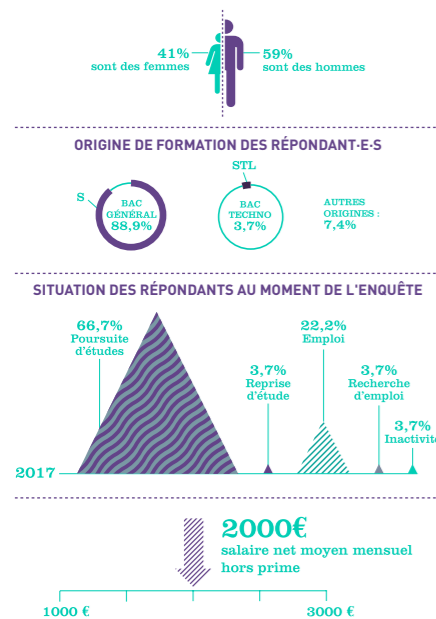 41%
sont des femmes
59%
sont des hommes
ORIGINE DE FORMATION DES RÉPONDANT·E·S
S
BAC
GÉNÉRAL
88,9%
STL
BAC
TECHNO
3,7%
AUTRES
ORIGINES :
7,4%
SITUATION DES RÉPONDANTS AU MOMENT DE L'ENQUÊTE
66,7%
Poursuite
d'études
3,7%
Reprise
d'étude
22,2%
Emploi
3,7%
Recherche
d'emploi
3,7%
Inactivité
2017
2000€
salaire net moyen mensuel
hors prime
1000 €
3000 €